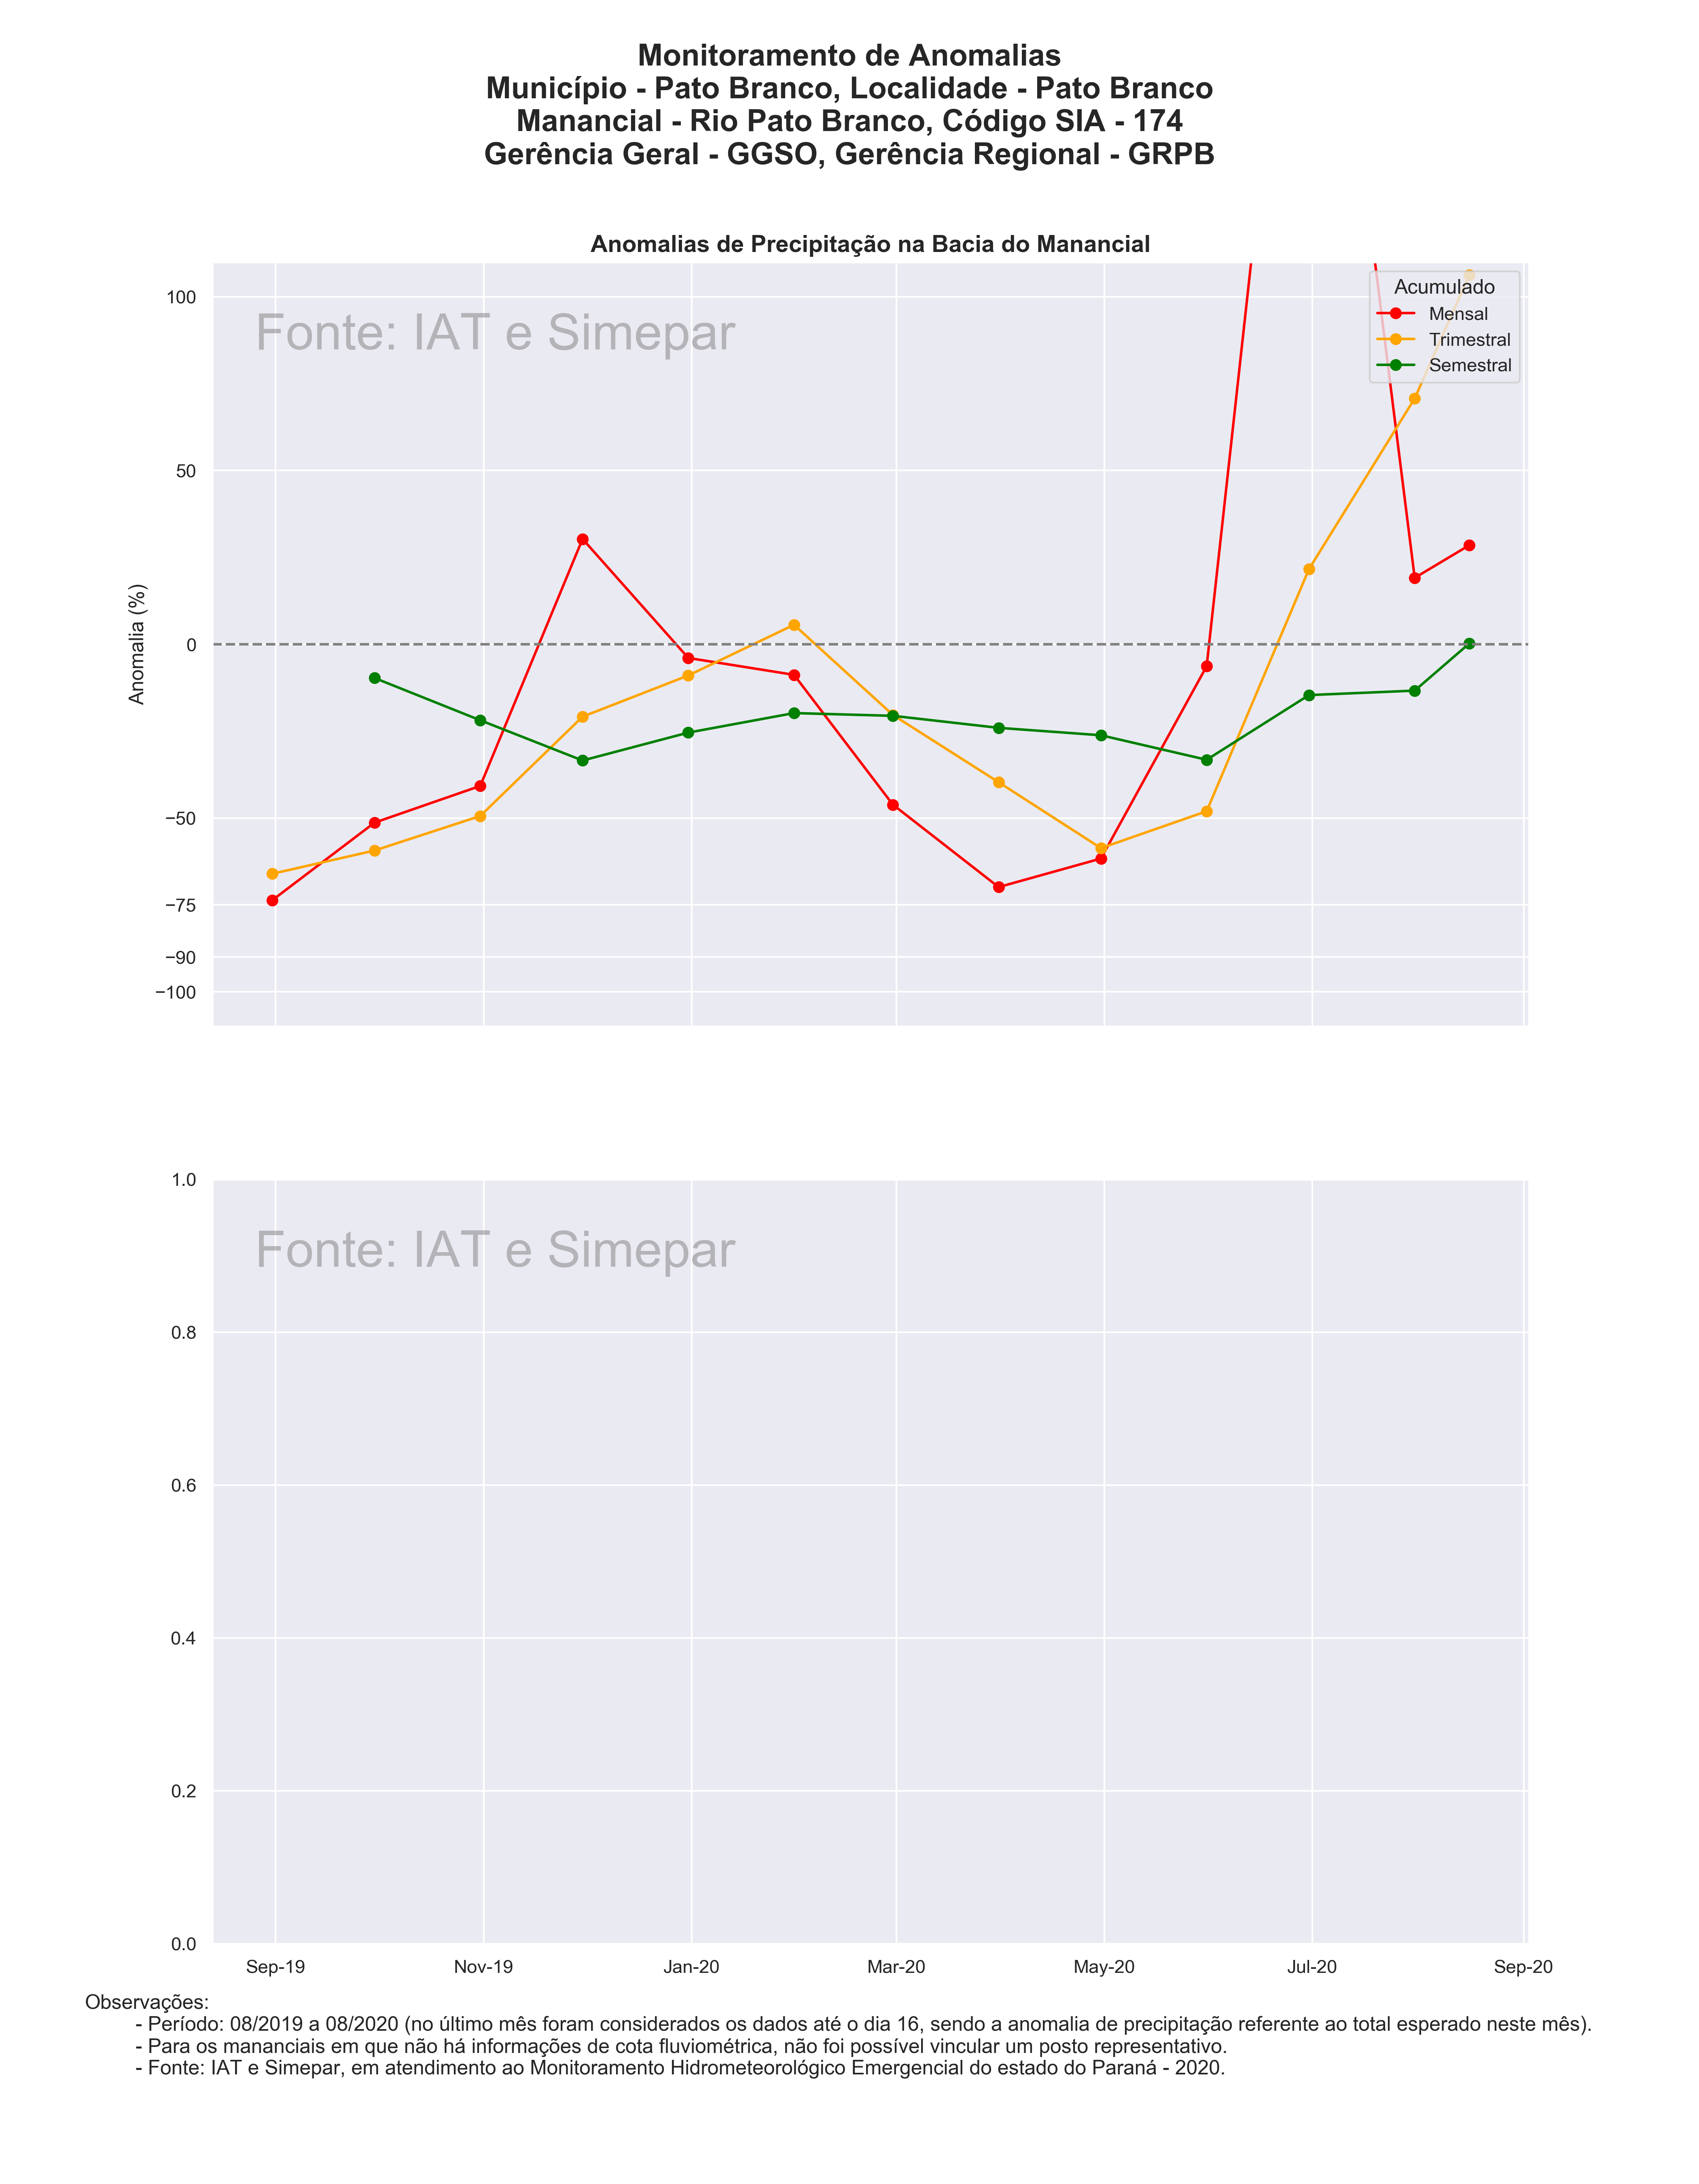 Monitoramento de Anomalias
Município - Pato Branco, Localidade - Pato Branco
Manancial - Rio Pato Branco, Código SIA - 174
Gerência Geral - GGSO, Gerência Regional - GRPB
Anomalias de Precipitação na Bacia do Manancial
Fonte: IAT e Simepar
Acumulado
Mensal
Trimestral
Semestral
Anomalia (%)
100
50
0
−50
−75
−90
−100
Fonte: IAT e Simepar
1.0
0.8
0.6
0.4
0.2
0.0
Sep-19 Nov-19 Jan-20 Mar-20 May-20 Jul-20 Sep-20
Observações:
- Período: 08/2019 a 08/2020 (no último mês foram considerados os dados até o dia 16, sendo a anomalia de precipitação referente ao total esperado neste mês).
- Para os mananciais em que não há informações de cota fluviométrica, não foi possível vincular um posto representativo.
- Fonte: IAT e Simepar, em atendimento ao Monitoramento Hidrometeorológico Emergencial do estado do Paraná - 2020.